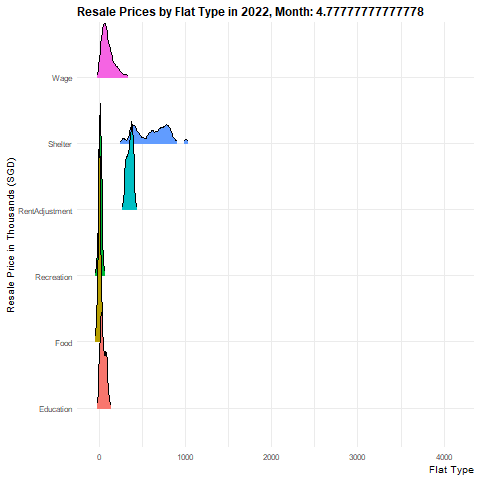 Resale Prices by Flat Type in 2022, Month: 4.77777777777778
Resale Price in Thousands (SGD)
Wage
Shelter
RentAdjustment
Recreation
Food
Education
0 1000 2000 3000 4000
Flat Type